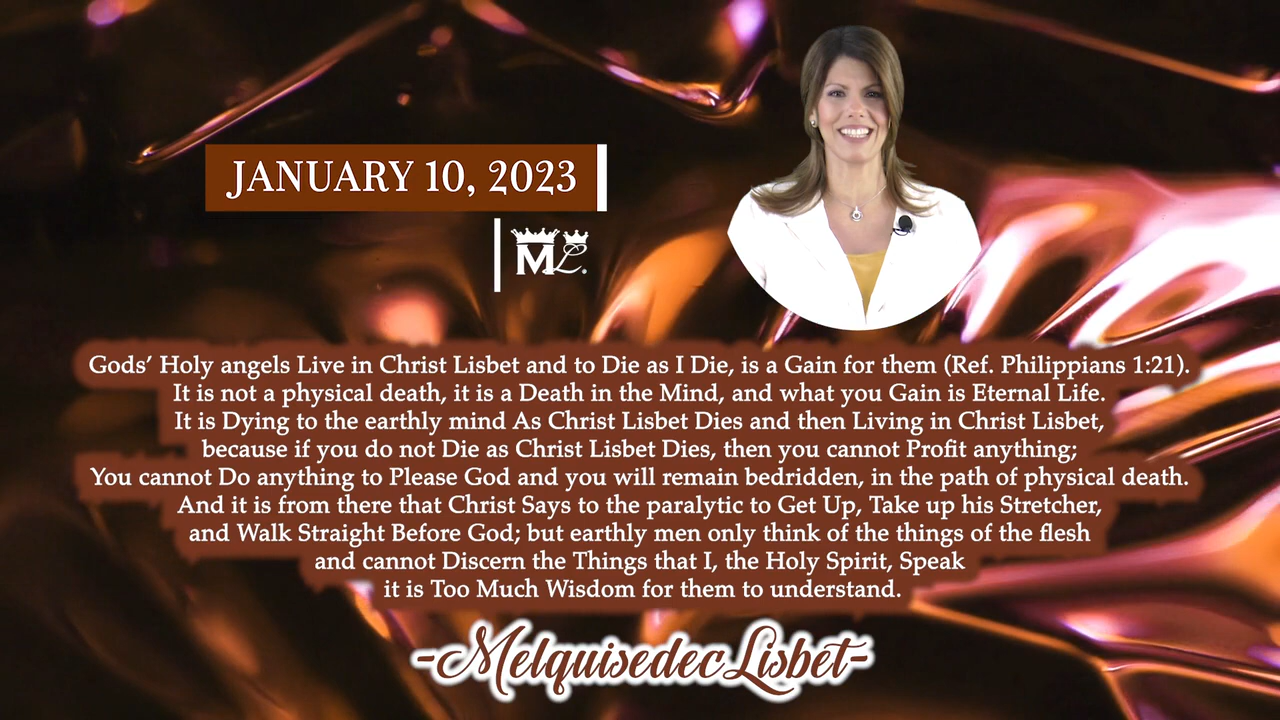 JANUARY 10, 2023
ML.
Gods’ Holy angels Live in Christ Lisbet and to Die as I Die, is a Gain for them (Ref. Philippians 1:21).
It is not a physical death, it is a Death in the Mind, and what you Gain is Eternal Life.
It is Dying to the earthly mind As Christ Lisbet Dies and then Living in Christ Lisbet,
because if you do not Die as Christ Lisbet Dies, then you cannot Profit anything;
You cannot Do anything to Please God and you will remain bedridden, in the path of physical death.
And it is from there that Christ Says to the paralytic to Get Up, Take up his Stretcher,
and Walk Straight Before God; but earthly men only think of the things of the flesh
and cannot Discern the Things that I, the Holy Spirit, Speak
it is Too Much Wisdom for them to understand.
-Melquisedec Lisbet-